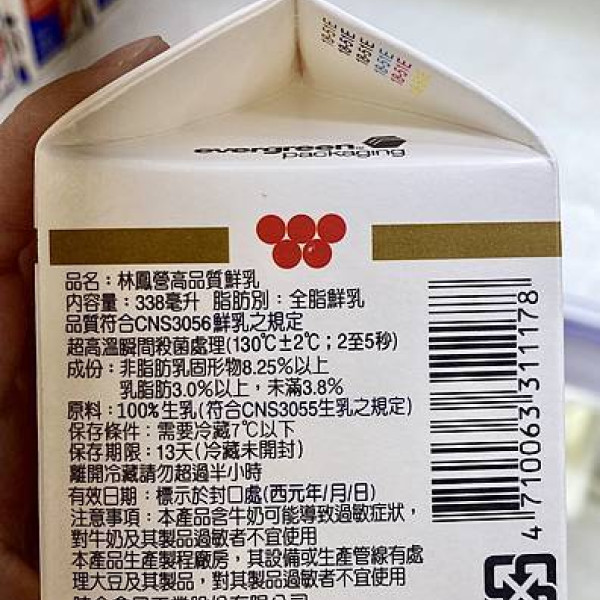 18-51E
18-51E
18-51E
18-51E
18-51E
evergreen
packaging
品名：林鳳營高品質鮮乳
內容量：338毫升 脂肪別：全脂鮮乳
品質符合CNS3056鮮乳之規定
超高溫瞬間殺菌處理(130℃±2℃；2至5秒)
成份：非脂肪乳固形物8.25%以上
乳脂肪3.0%以上，未滿3.8%
原料：100%生乳(符合CNS3055生乳之規定)
保存條件：需要冷藏7℃以下
保存期限：13天(冷藏未開封)
離開冷藏請勿超過半小時
有效日期：標示於封口處(西元年/月/日)
注意事項：本產品含牛奶可能導致過敏症狀，
對牛奶及其製品過敏者不宜使用
本產品生產製程廠房，其設備或生產管線有處
理大豆及其製品，對其製品過敏者不宜使用
4 710063 311178